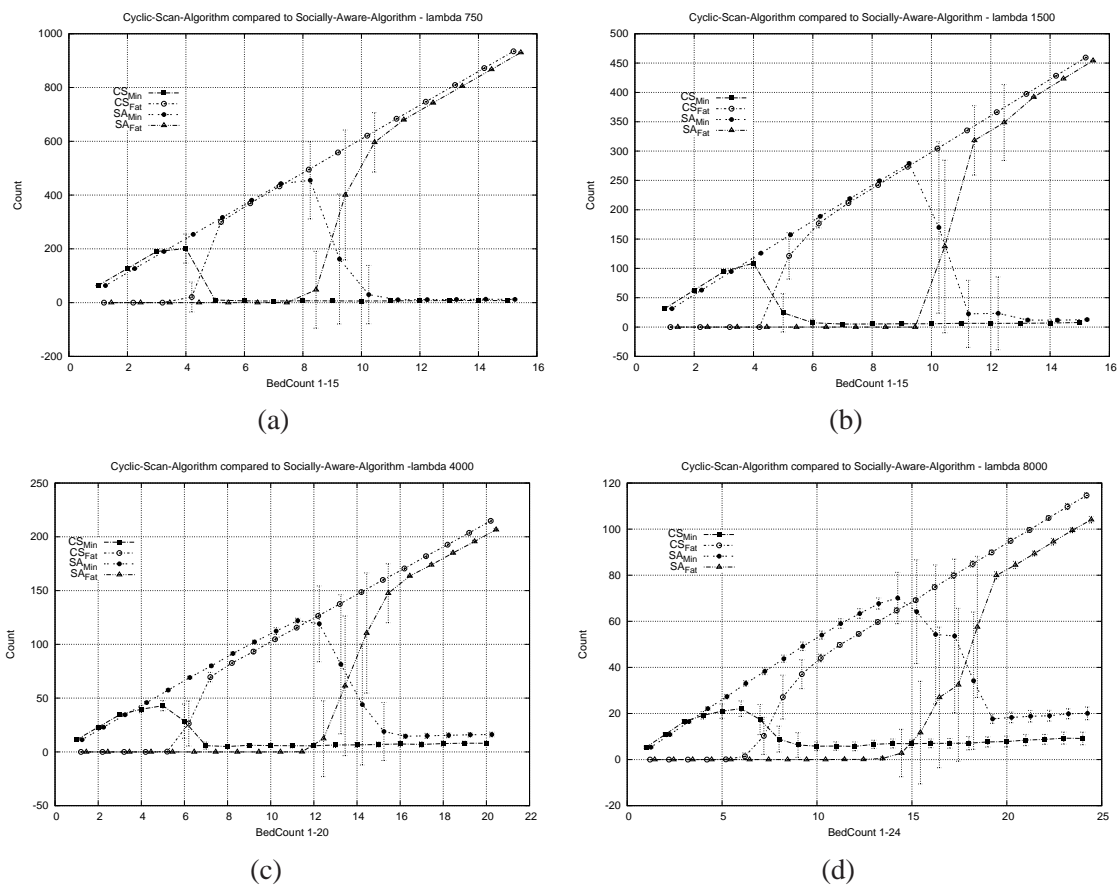 Cyclic-Scan-Algorithm compared to Socially-Aware-Algorithm - lambda 750
1000
800
600
400
200
0
-200
Count
CS_Min
CS_Fat
SA_Min
SA_Fat
0 2 4 6 8 10 12 14 16
BedCount 1-15
(a)
Cyclic-Scan-Algorithm compared to Socially-Aware-Algorithm - lambda 1500
500
450
400
350
300
250
200
150
100
50
0
-50
Count
CS_Min
CS_Fat
SA_Min
SA_Fat
0 2 4 6 8 10 12 14 16
BedCount 1-15
(b)
Cyclic-Scan-Algorithm compared to Socially-Aware-Algorithm -lambda 4000
250
200
150
100
50
0
-50
Count
CS_Min
CS_Fat
SA_Min
SA_Fat
0 2 4 6 8 10 12 14 16 18 20 22
BedCount 1-20
(c)
Cyclic-Scan-Algorithm compared to Socially-Aware-Algorithm - lambda 8000
120
100
80
60
40
20
0
-20
Count
CS_Min
CS_Fat
SA_Min
SA_Fat
0 5 10 15 20 25
BedCount 1-24
(d)